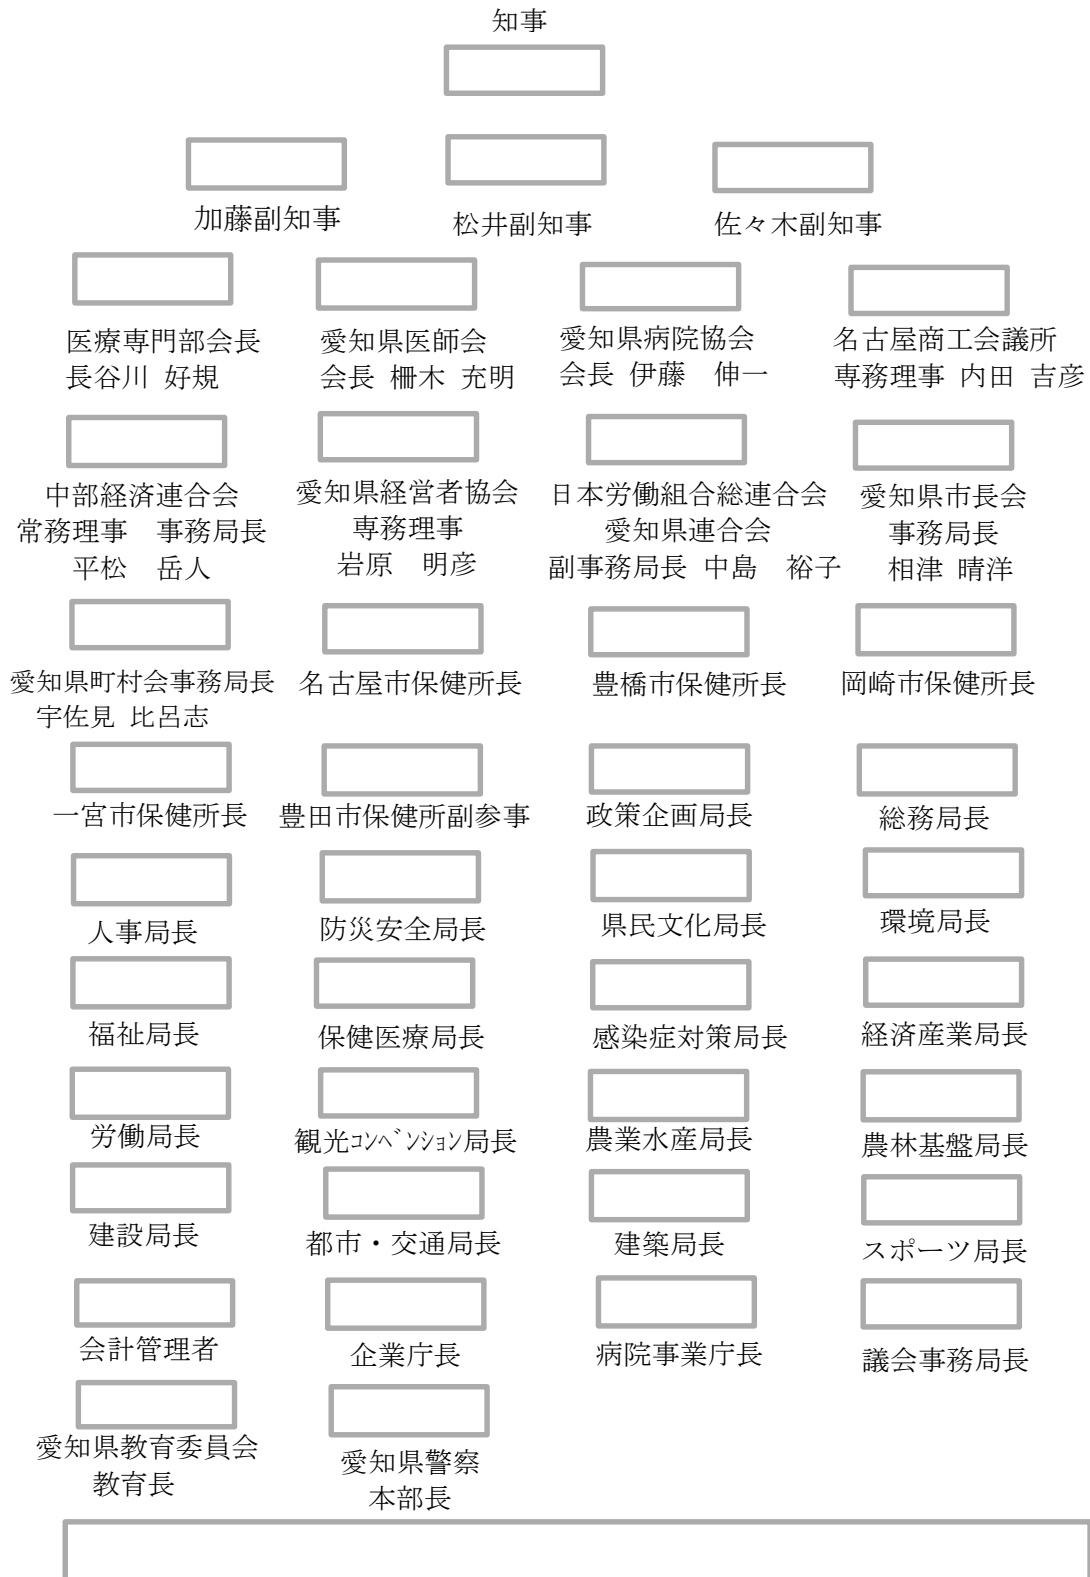 知事
加藤副知事
松井副知事
佐々木副知事
医療専門部会長
長谷川 好規
愛知県医師会
会長 柵木 充明
愛知県病院協会
会長 伊藤　伸一
名古屋商工会議所
専務理事 内田 吉彦
中部経済連合会
常務理事　事務局長
平松　岳人
愛知県経営者協会
専務理事
岩原　明彦
日本労働組合総連合会
愛知県連合会
副事務局長 中島　裕子
愛知県市長会
事務局長
相津 晴洋
愛知県町村会事務局長
宇佐見 比呂志
名古屋市保健所長
豊橋市保健所長
岡崎市保健所長
一宮市保健所長
豊田市保健所副参事
政策企画局長
総務局長
人事局長
防災安全局長
県民文化局長
環境局長
福祉局長
保健医療局長
感染症対策局長
経済産業局長
労働局長
観光ｺﾝﾍﾞﾝｼｮﾝ局長
農業水産局長
農林基盤局長
建設局長
都市・交通局長
建築局長
スポーツ局長
会計管理者
企業庁長
病院事業庁長
議会事務局長
愛知県教育委員会
教育長
愛知県警察
本部長